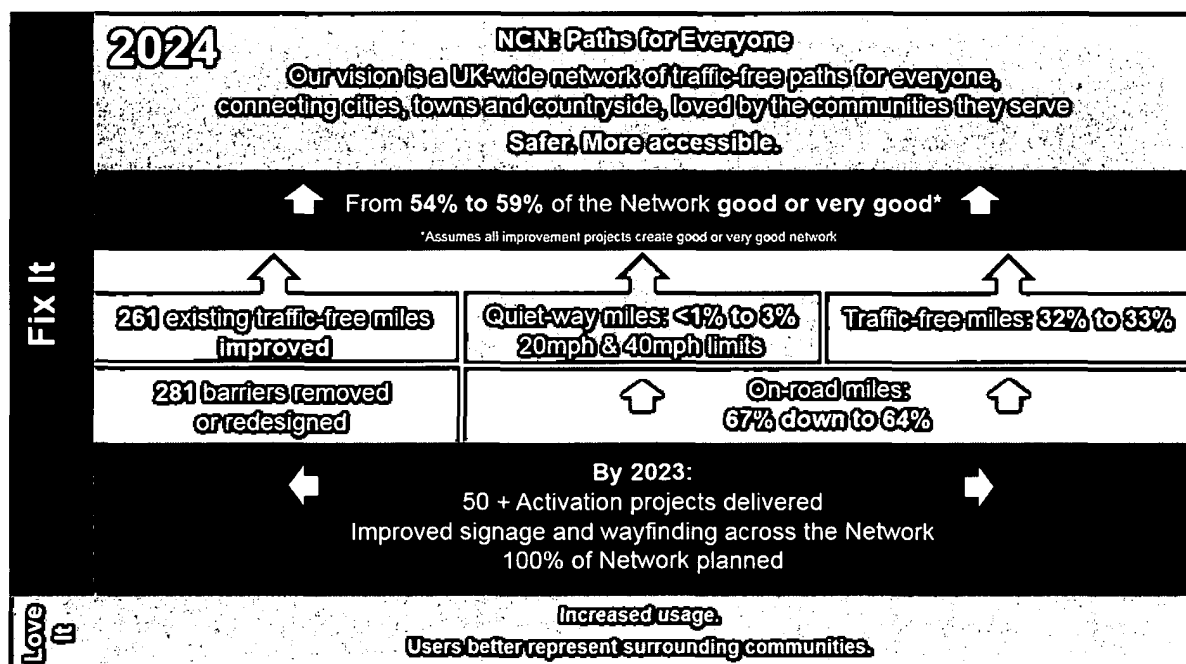 2024
NCN: Paths for Everyone
Our vision is a UK-wide network of traffic-free paths for everyone,
connecting cities, towns and countryside, loved by the communities they serve
Safer. More accessible.
Fix It
From 54% to 59% of the Network good or very good*
*Assumes all improvement projects create good or very good network
261 existing traffic-free miles
improved
Quiet-way miles: <1% to 3%
20mph & 40mph limits
Traffic-free miles: 32% to 33%
281 barriers removed
or redesigned
On-road miles:
67% down to 64%
By 2023:
50 + Activation projects delivered
Improved signage and wayfinding across the Network
100% of Network planned
Love
It
Increased usage.
Users better represent surrounding communities.